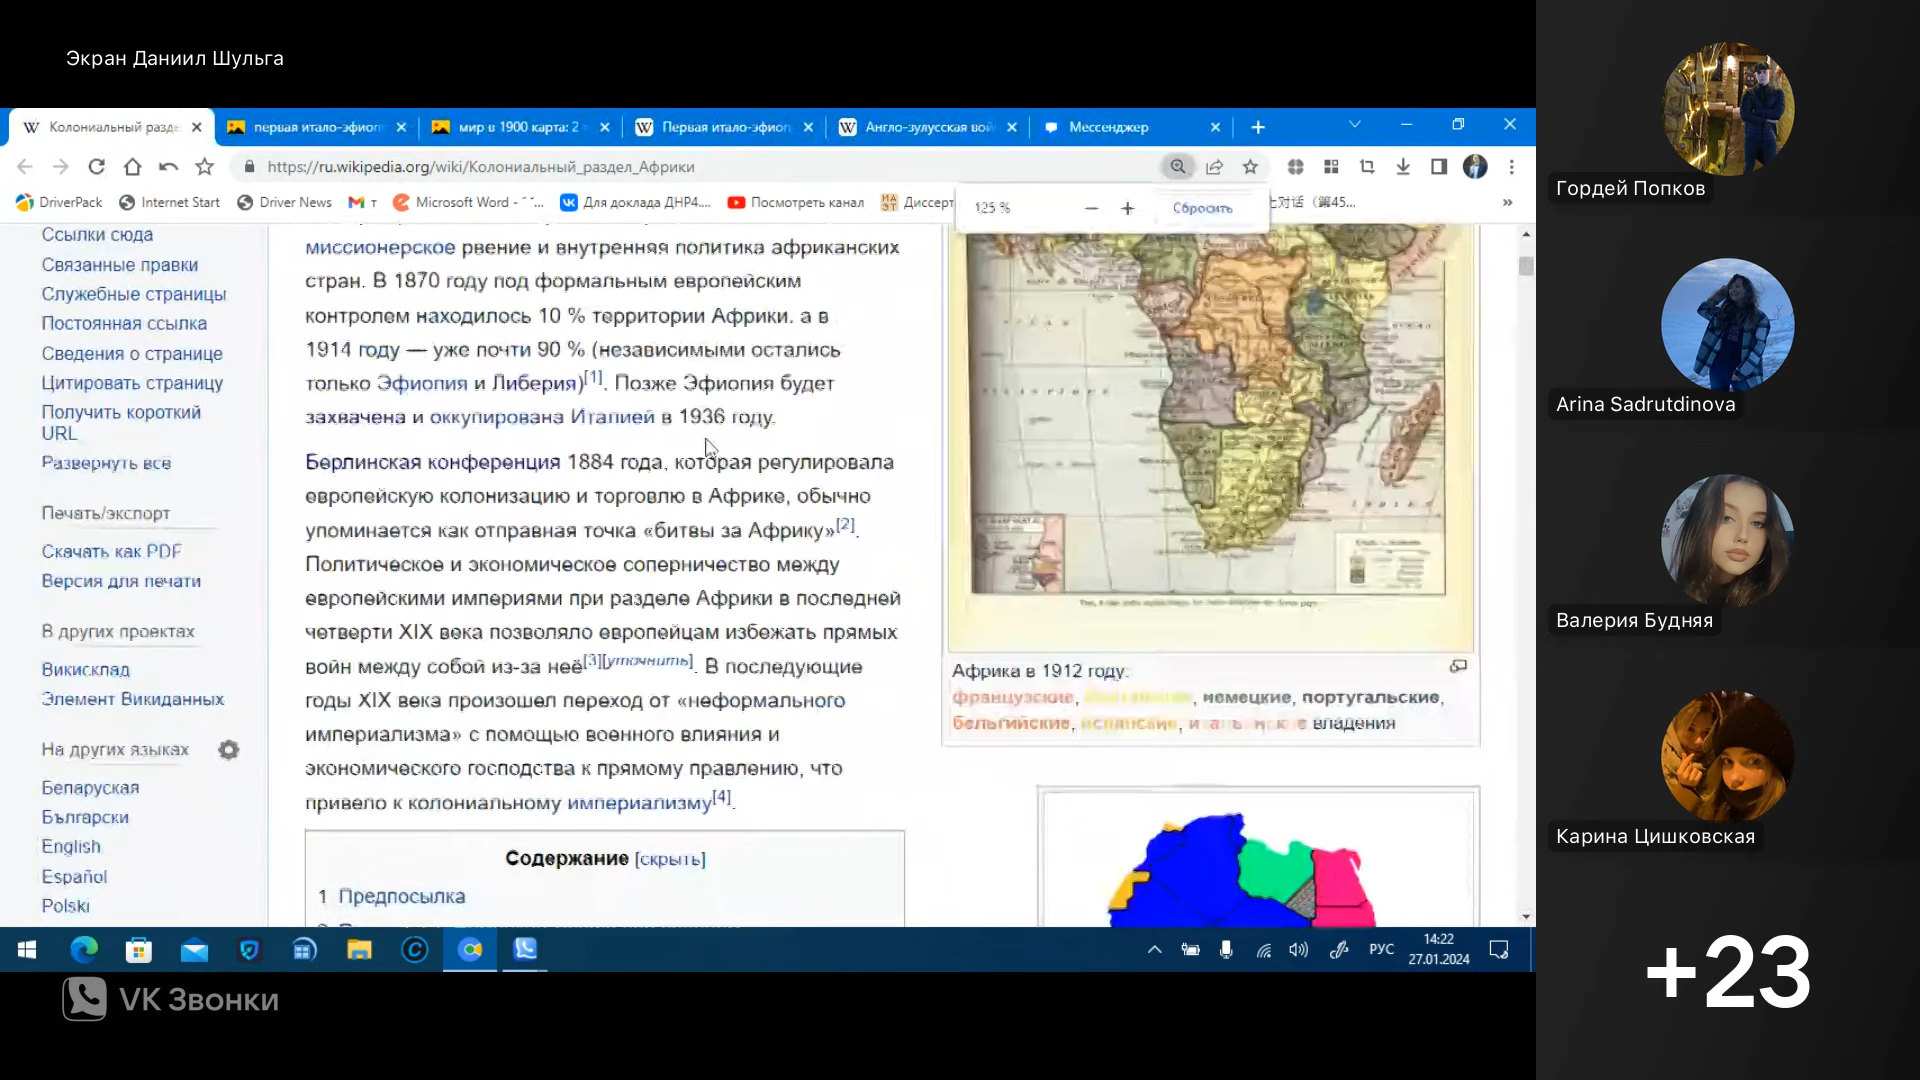 Экран Даниил Шульга
Колониальный разде
первая итало-эфиоп
мир в 1900 карта: 2
Первая итало-эфиоп
Англо-зулусская вой
Мессенджер
https://ru.wikipedia.org/wiki/Колониальный_раздел_Африки
DriverPack
Internet Start
Driver News
т
Microsoft Word -
Для доклада ДНР4....
Посмотреть канал
Диссерт
125 %
Сбросить
Ссылки сюда
Связанные правки
Служебные страницы
Постоянная ссылка
Сведения о странице
Цитировать страницу
Получить короткий
URL
Развернуть всё
Печать/экспорт
Скачать как PDF
Версия для печати
В других проектах
Викисклад
Элемент Викиданных
На других языках
Беларуская
Български
English
Español
Polski
миссионерское рвение и внутренняя политика африканских
стран. В 1870 году под формальным европейским
контролем находилось 10 % территории Африки. а в
1914 году — уже почти 90 % (независимыми остались
только Эфиопия и Либерия)[1]. Позже Эфиопия будет
захвачена и оккупирована Италией в 1936 году.
Берлинская конференция 1884 года, которая регулировала
европейскую колонизацию и торговлю в Африке, обычно
упоминается как отправная точка «битвы за Африку»[2].
Политическое и экономическое соперничество между
европейскими империями при разделе Африки в последней
четверти XIX века позволяло европейцам избежать прямых
войн между собой из-за неё[3][уточнить]. В последующие
годы XIX века произошел переход от «неформального
империализма» с помощью военного влияния и
экономического господства к прямому правлению, что
привело к колониальному империализму[4].
Содержание [скрыть]
1 Предпосылка
Африка в 1912 году:
французские, немецкие, португальские,
бельгийские, испанские, владения
РУС
14:22
27.01.2024
VK Звонки
Гордей Попков
Arina Sadrutdinova
Валерия Будняя
Карина Цишковская
+23